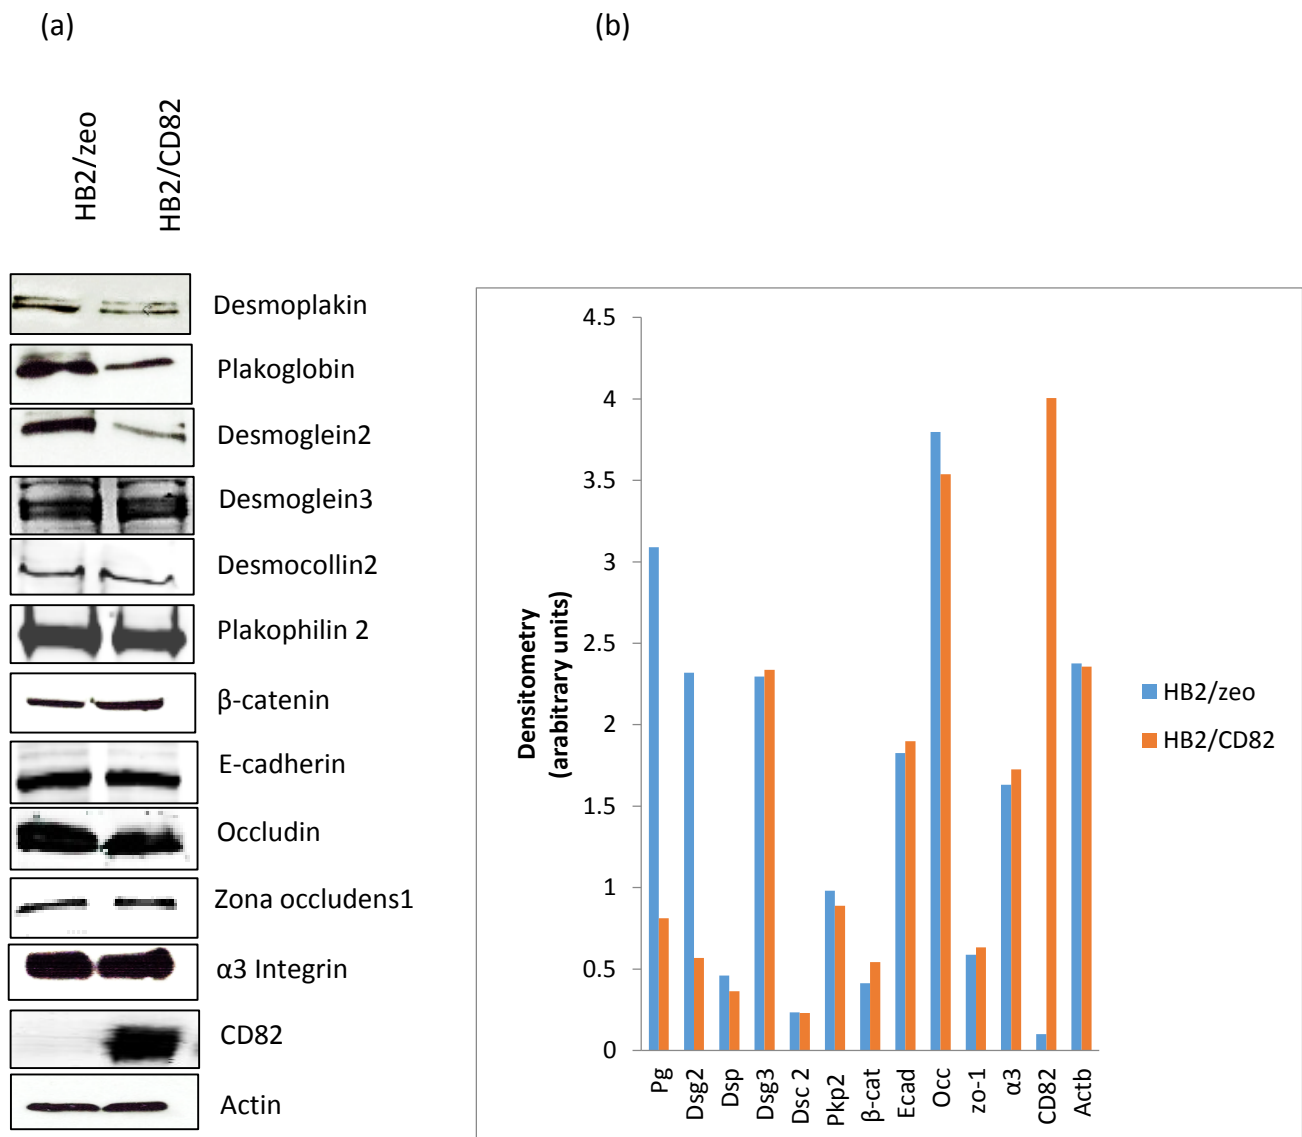 (a)
(b)
HB2/zeo
HB2/CD82
Desmoplakin
Plakoglobin
Desmoglein2
Desmoglein3
Desmocollin2
Plakophilin 2
β-catenin
E-cadherin
Occludin
Zona occludens1
α3 Integrin
CD82
Actin
Densitometry
(arabitrary units)
4.5
4
3.5
3
2.5
2
1.5
1
0.5
0
Pg
Dsg2
Dsp
Dsg3
Dsc 2
Pkp2
β-cat
Ecad
Occ
zo-1
α3
CD82
Actb
HB2/zeo
HB2/CD82